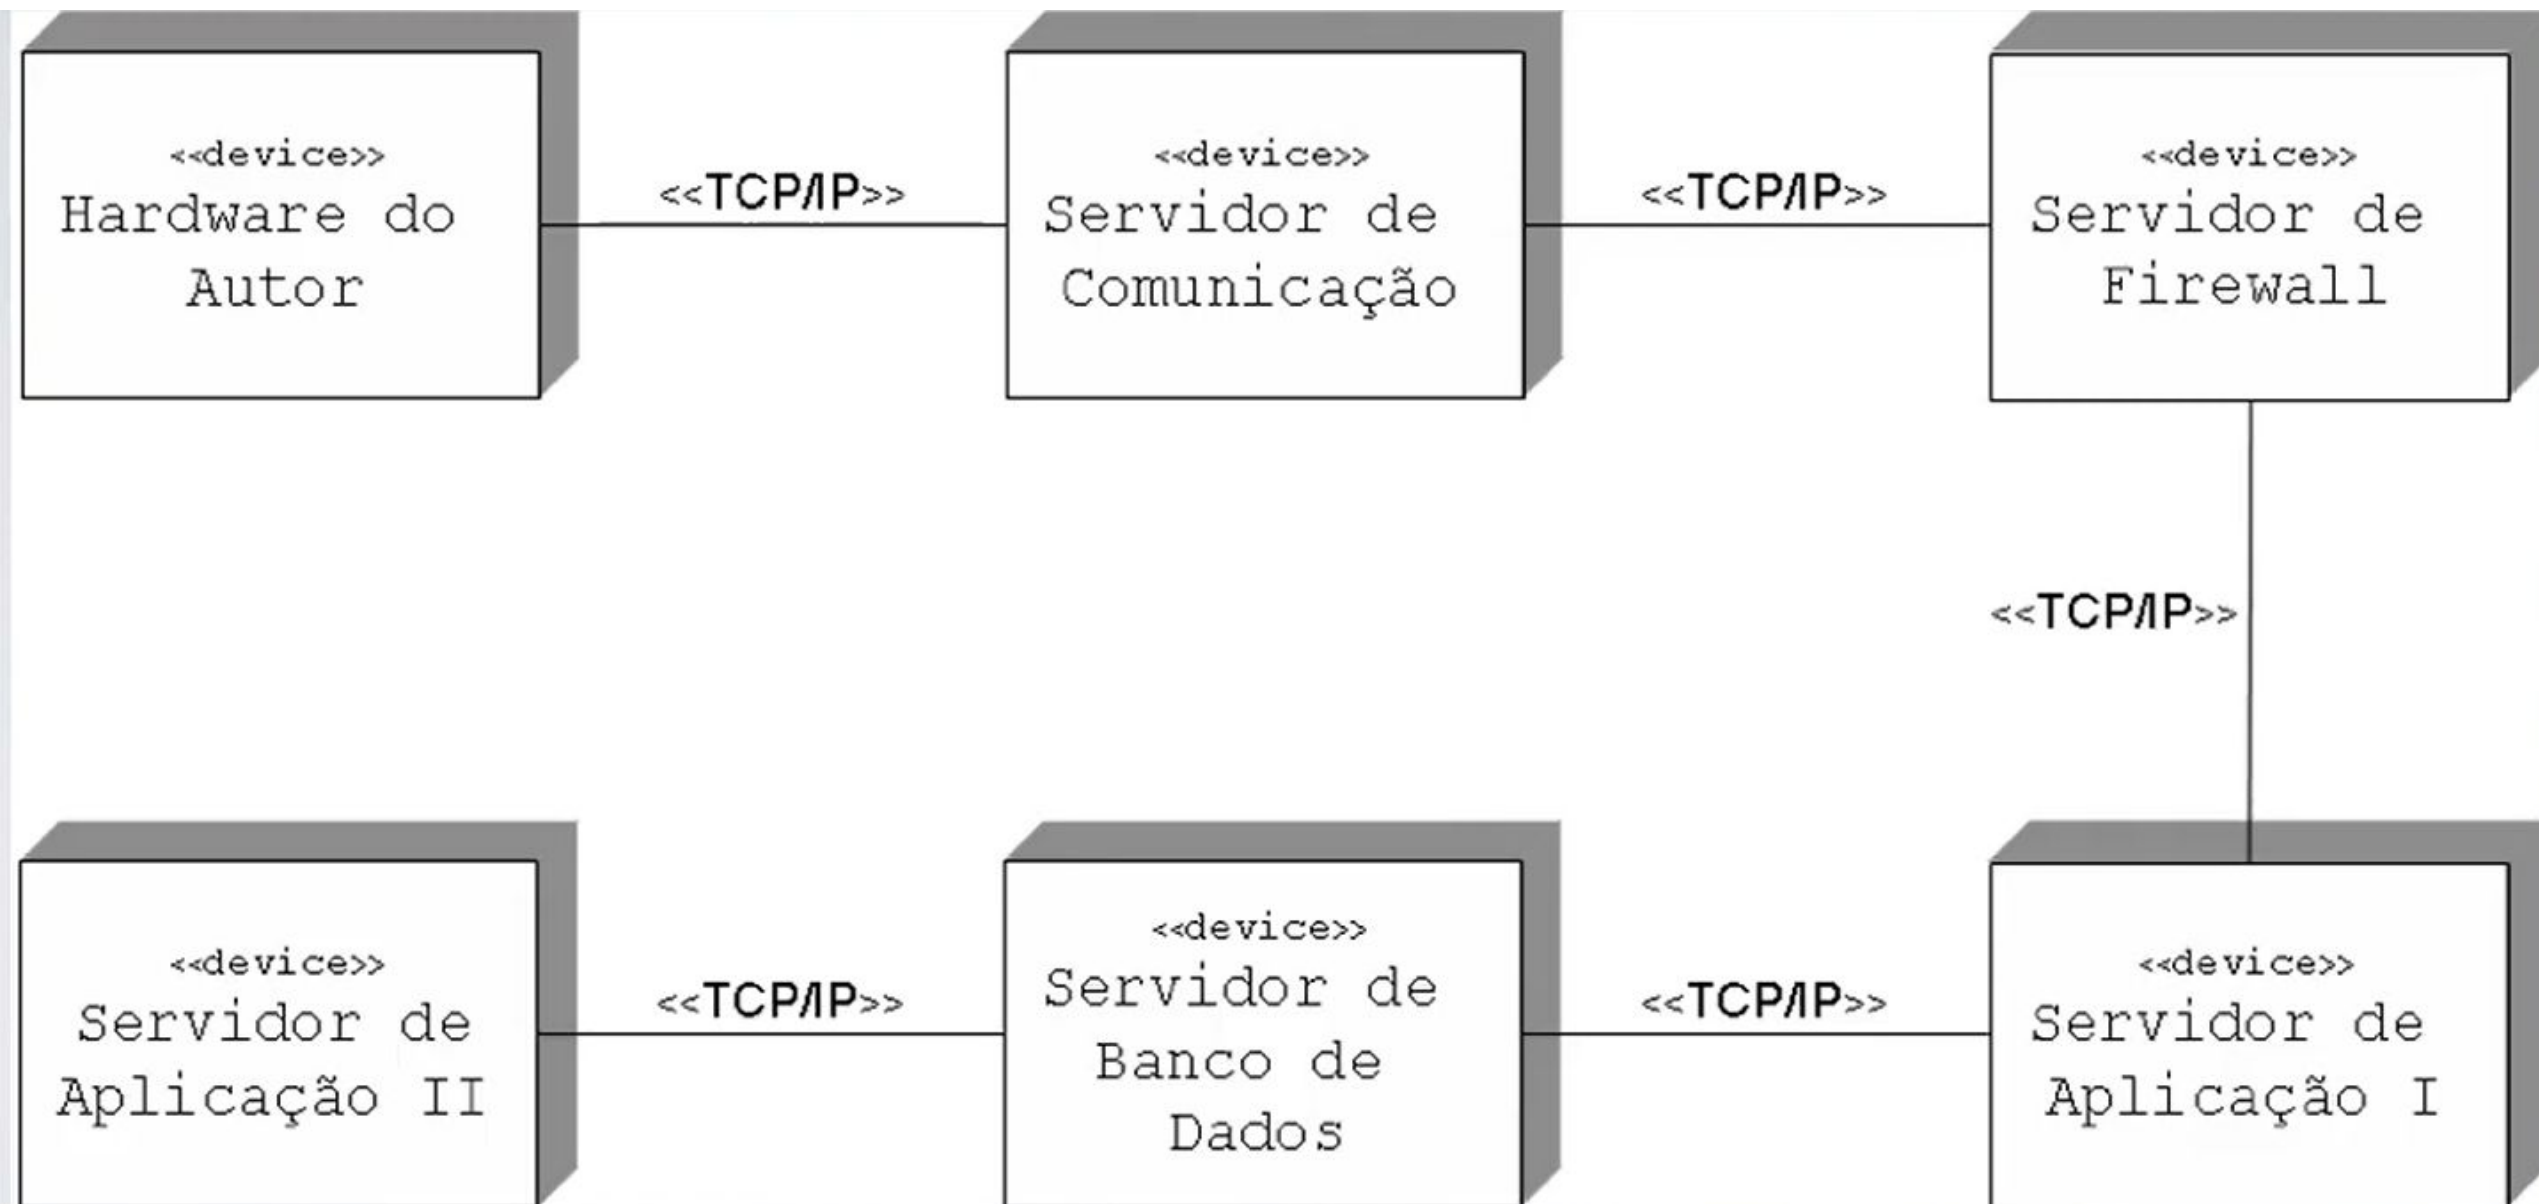 <<device>>
Hardware do
Autor
<<TCP/IP>>
<<device>>
Servidor de
Comunicação
<<TCP/IP>>
<<device>>
Servidor de
Firewall
<<TCP/IP>>
<<device>>
Servidor de
Aplicação II
<<TCP/IP>>
<<device>>
Servidor de
Banco de
Dados
<<TCP/IP>>
<<device>>
Servidor de
Aplicação I